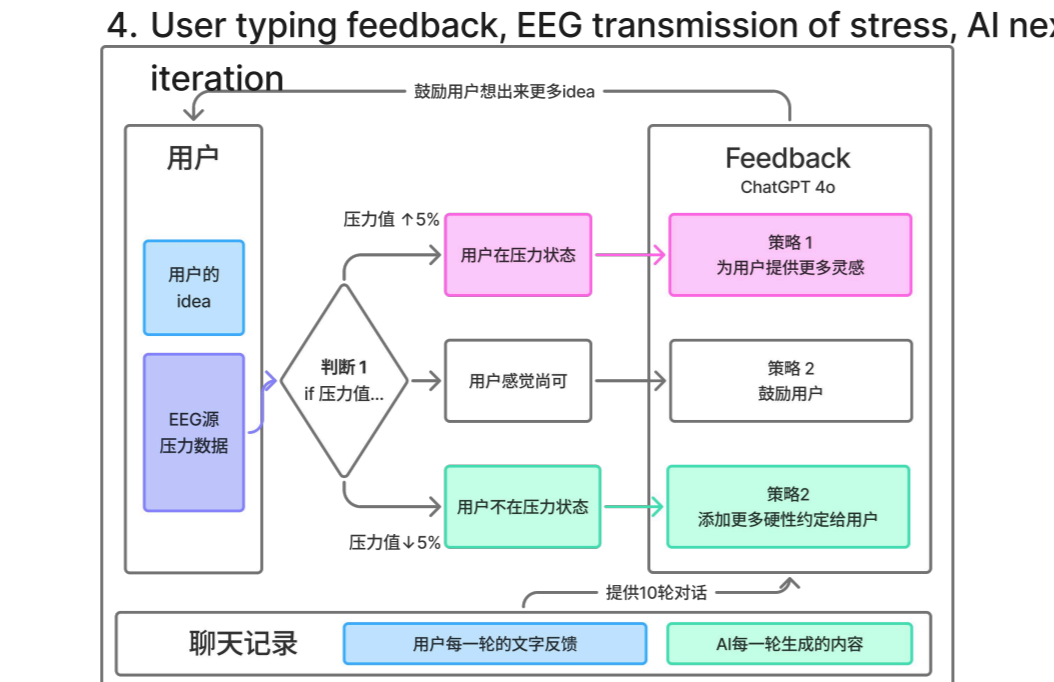 4. User typing feedback, EEG transmission of stress, AI
iteration
鼓励用户想出来更多idea
用户
用户的
idea
EEG源
压力数据
判断1
if 压力值...
压力值 ↑5%
用户在压力状态
用户感觉尚可
用户不在压力状态
压力值↓5%
Feedback
ChatGPT 4o
策略 1
为用户提供更多灵感
策略 2
鼓励用户
策略2
添加更多硬性约定给用户
提供10轮对话
聊天记录
用户每一轮的文字反馈
AI每一轮生成的内容